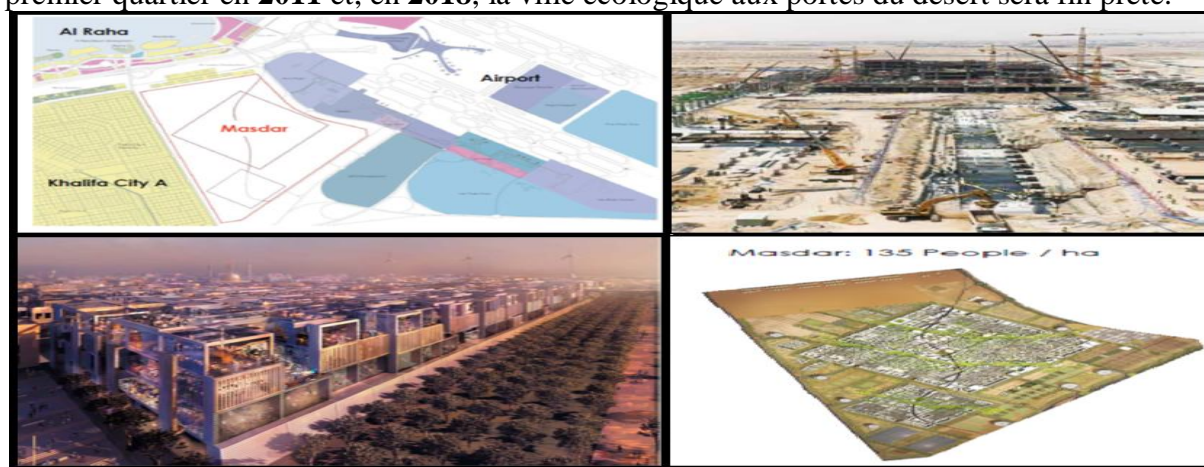 premier quartier en 2011 et, en 2018, la ville écologique aux portes du désert sera fin prête.
Al Raha
Airport
Masdar
Khalifa City A
Masdar: 135 People / ha